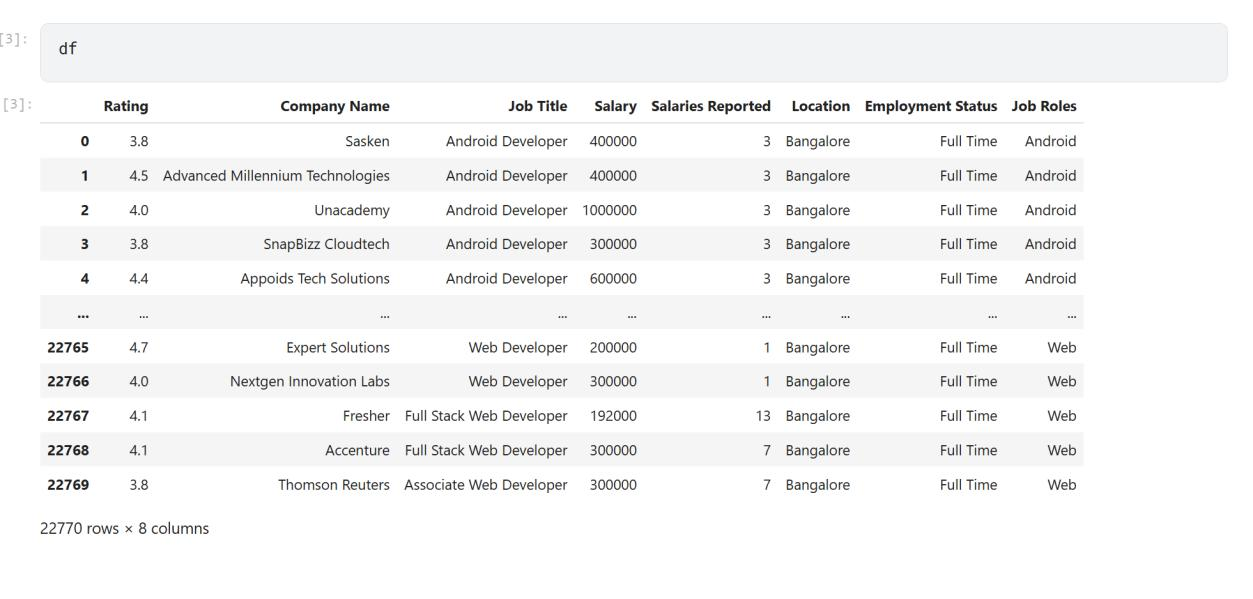 [3]: df
[3]: Rating Company Name Job Title Salary Salaries Reported Location Employment Status Job Roles
0 3.8 Sasken Android Developer 400000 3 Bangalore Full Time Android
1 4.5 Advanced Millennium Technologies Android Developer 400000 3 Bangalore Full Time Android
2 4.0 Unacademy Android Developer 1000000 3 Bangalore Full Time Android
3 3.8 SnapBizz Cloudtech Android Developer 300000 3 Bangalore Full Time Android
4 4.4 Appoids Tech Solutions Android Developer 600000 3 Bangalore Full Time Android
... ... ... ... ... ... ... ... ...
22765 4.7 Expert Solutions Web Developer 200000 1 Bangalore Full Time Web
22766 4.0 Nextgen Innovation Labs Web Developer 300000 1 Bangalore Full Time Web
22767 4.1 Fresher Full Stack Web Developer 192000 13 Bangalore Full Time Web
22768 4.1 Accenture Full Stack Web Developer 300000 7 Bangalore Full Time Web
22769 3.8 Thomson Reuters Associate Web Developer 300000 7 Bangalore Full Time Web
22770 rows × 8 columns